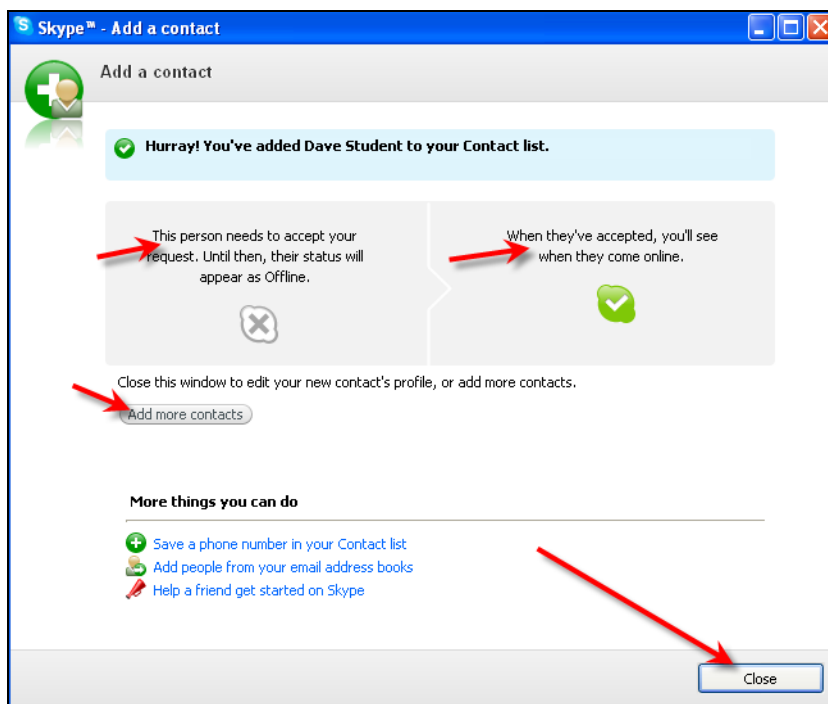 Skype™ - Add a contact
Add a contact
Hurray! You've added Dave Student to your Contact list.
This person needs to accept your
request. Until then, their status will
appear as Offline.
When they've accepted, you'll see
when they come online.
Close this window to edit your new contact's profile, or add more contacts.
Add more contacts
More things you can do
Save a phone number in your Contact list
Add people from your email address books
Help a friend get started on Skype
Close